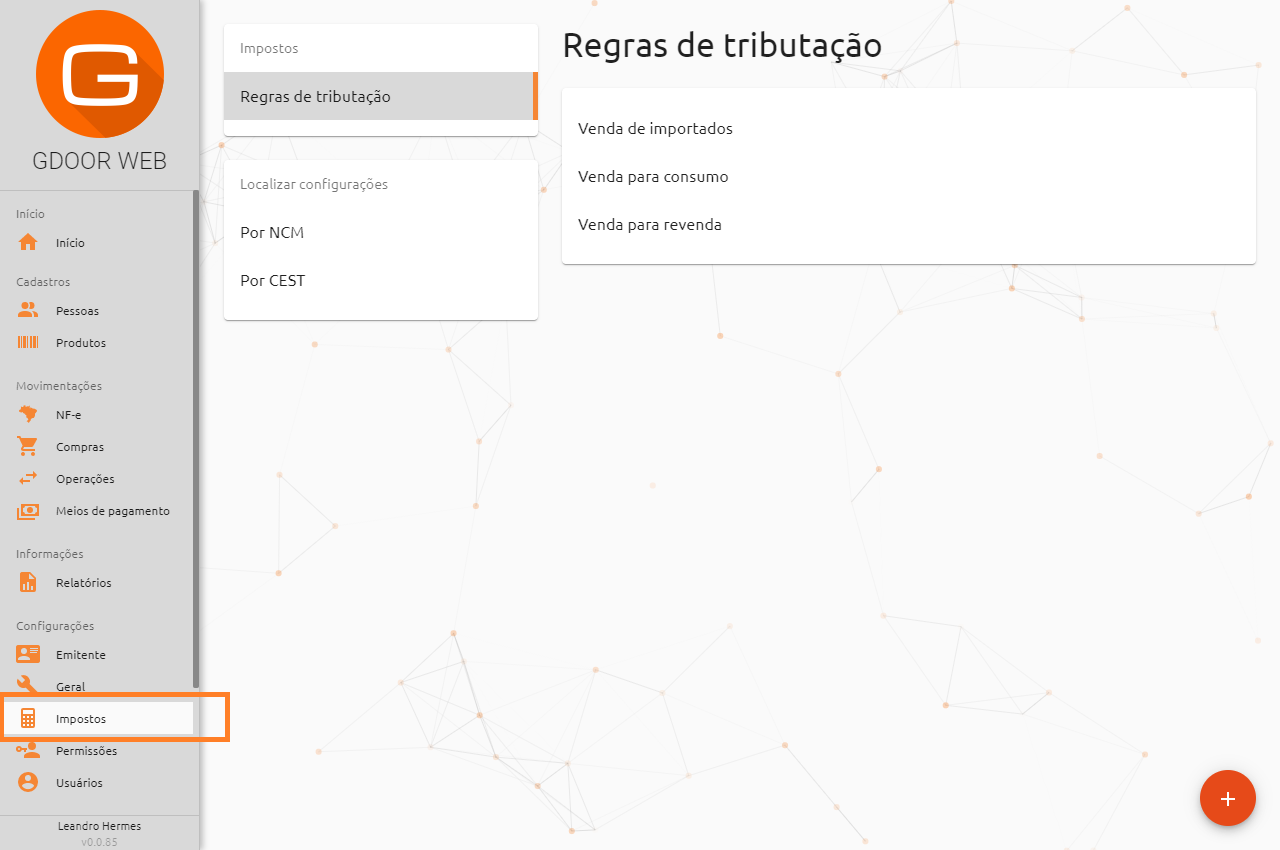 GDOOR WEB
Início
Início
Cadastros
Pessoas
Produtos
Movimentações
NF-e
Compras
Operações
Meios de pagamento
Informações
Relatórios
Configurações
Emitente
Geral
Impostos
Permissões
Usuários
Leandro Hermes
v0.0.85
Impostos
Regras de tributação
Localizar configurações
Por NCM
Por CEST
Regras de tributação
Venda de importados
Venda para consumo
Venda para revenda